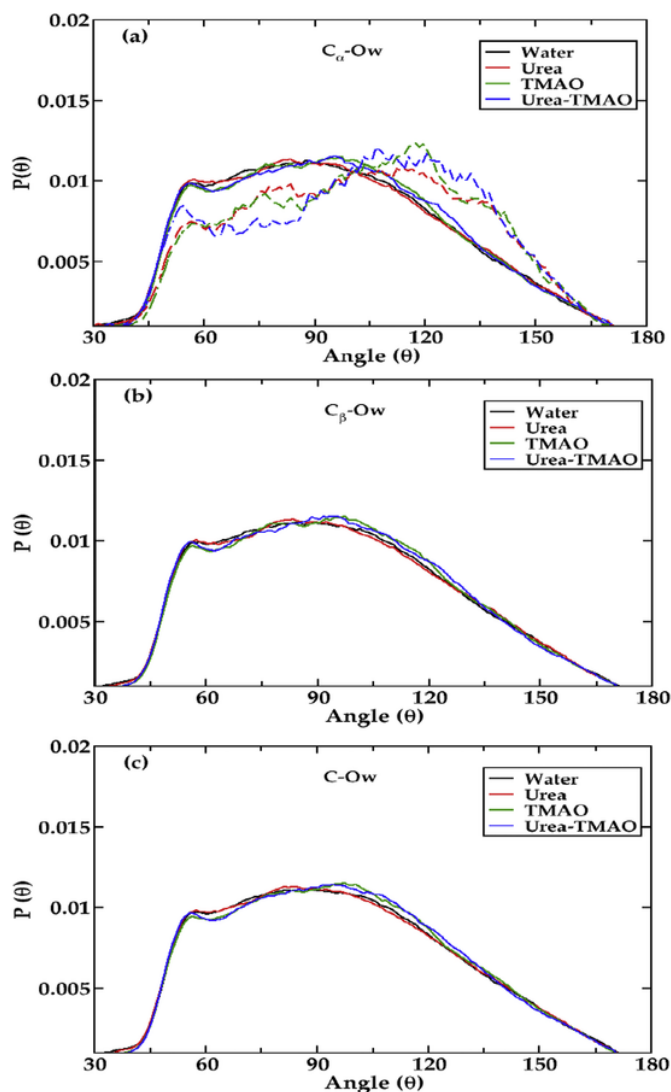 0.02
(a)
Cα-Ow
Water
Urea
TMAO
Urea-TMAO
0.015
P(θ)
0.01
0.005
30 60 90 120 150 180
Angle (θ)
0.02
(b)
Cβ-Ow
Water
Urea
TMAO
Urea-TMAO
0.015
P (θ)
0.01
0.005
30 60 90 120 150 180
Angle (θ)
0.02
(c)
C-Ow
Water
Urea
TMAO
Urea-TMAO
0.015
P (θ)
0.01
0.005
30 60 90 120 150 180
Angle (θ)